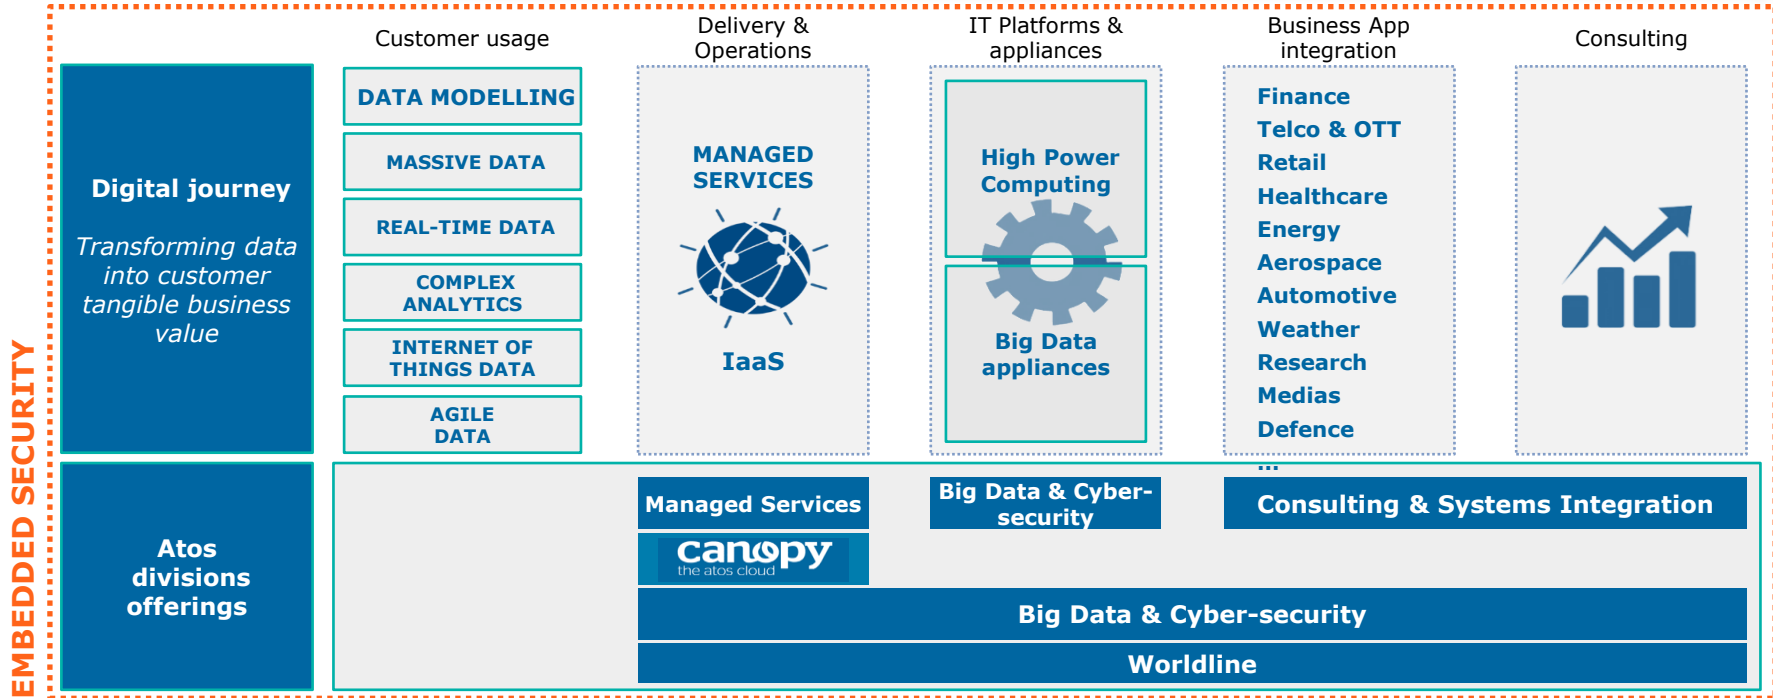 Customer usage
Delivery &
Operations
IT Platforms &
appliances
Business App
integration
Consulting
EMBEDDED SECURITY
Digital journey
Transforming data
into customer
tangible business
value
DATA MODELLING
MASSIVE DATA
REAL-TIME DATA
COMPLEX
ANALYTICS
INTERNET OF
THINGS DATA
AGILE
DATA
MANAGED
SERVICES
IaaS
High Power
Computing
Big Data
appliances
Finance
Telco & OTT
Retail
Healthcare
Energy
Aerospace
Automotive
Weather
Research
Medias
Defence
...
Atos
divisions
offerings
Managed Services
canopy
the atos cloud
Big Data & Cyber-
security
Consulting & Systems Integration
Big Data & Cyber-security
Worldline